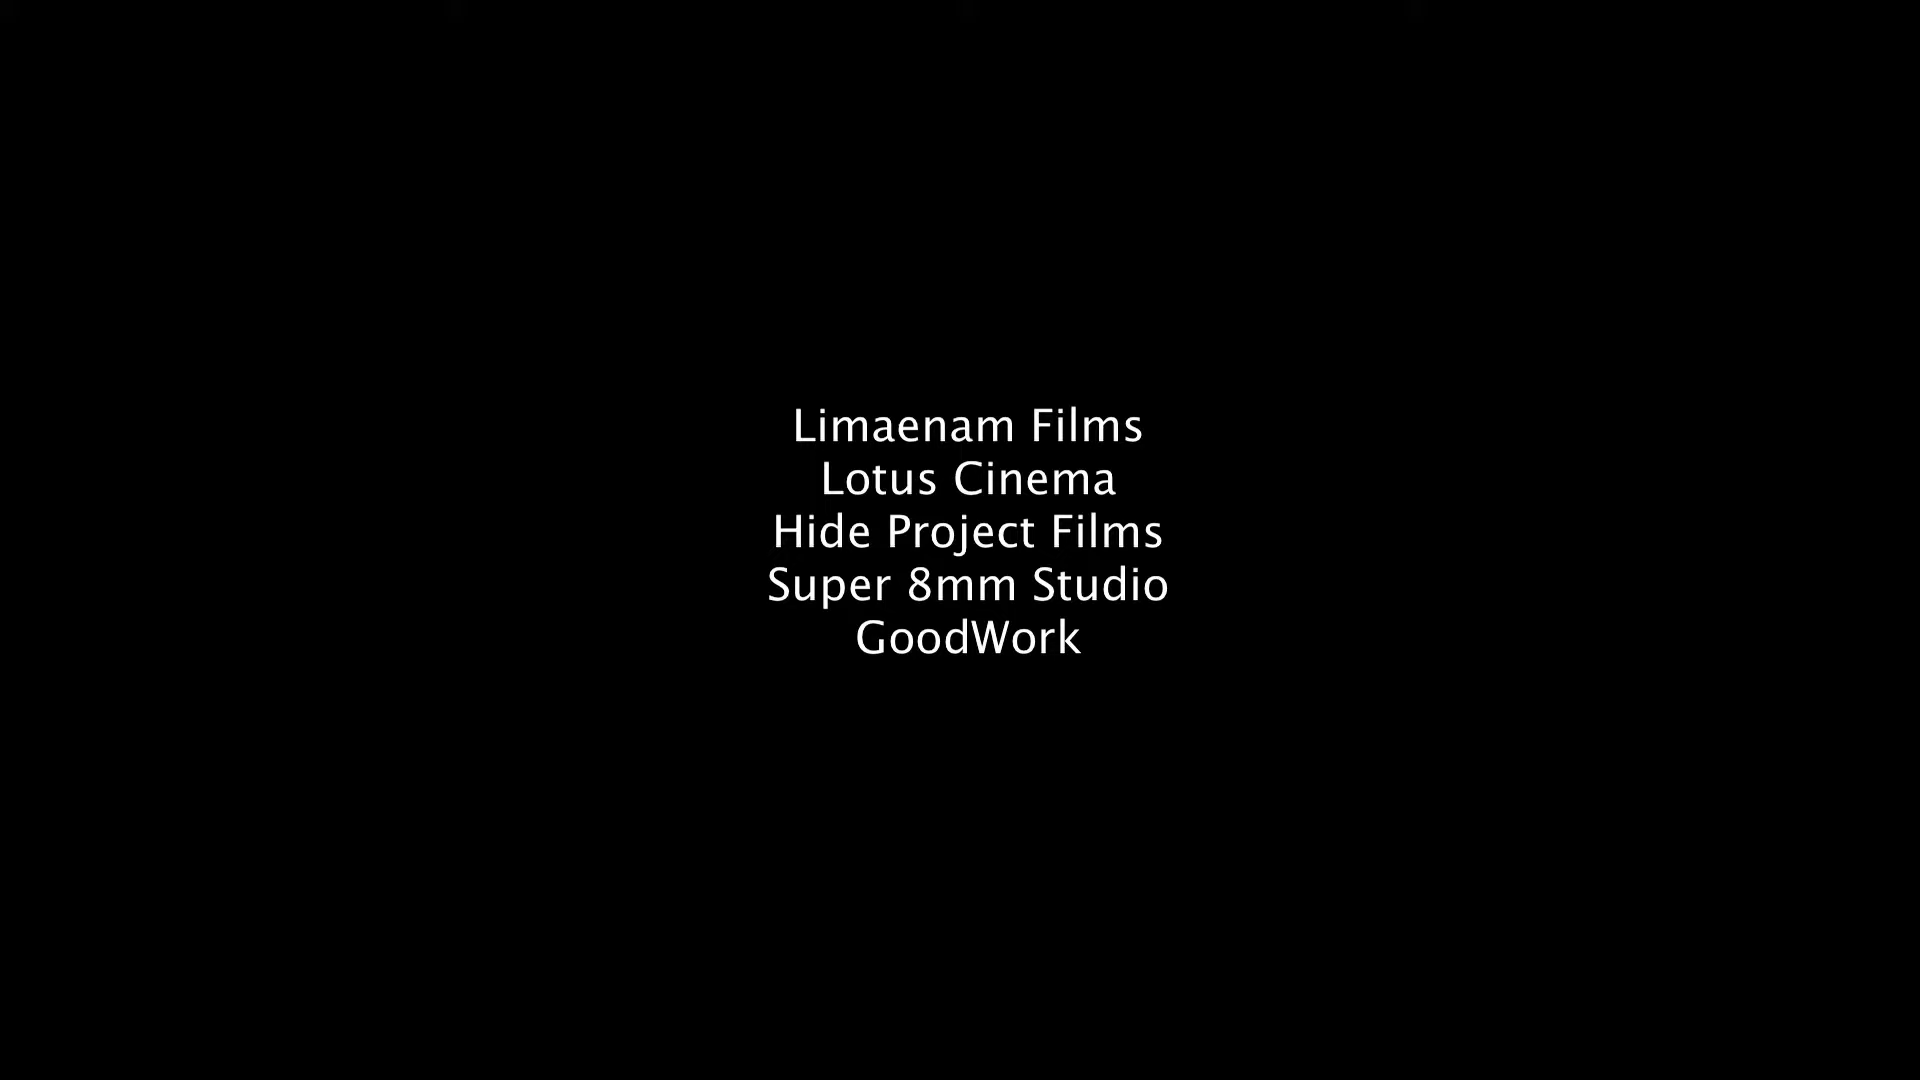 Limaenam Films
Lotus Cinema
Hide Project Films
Super 8mm Studio
GoodWork